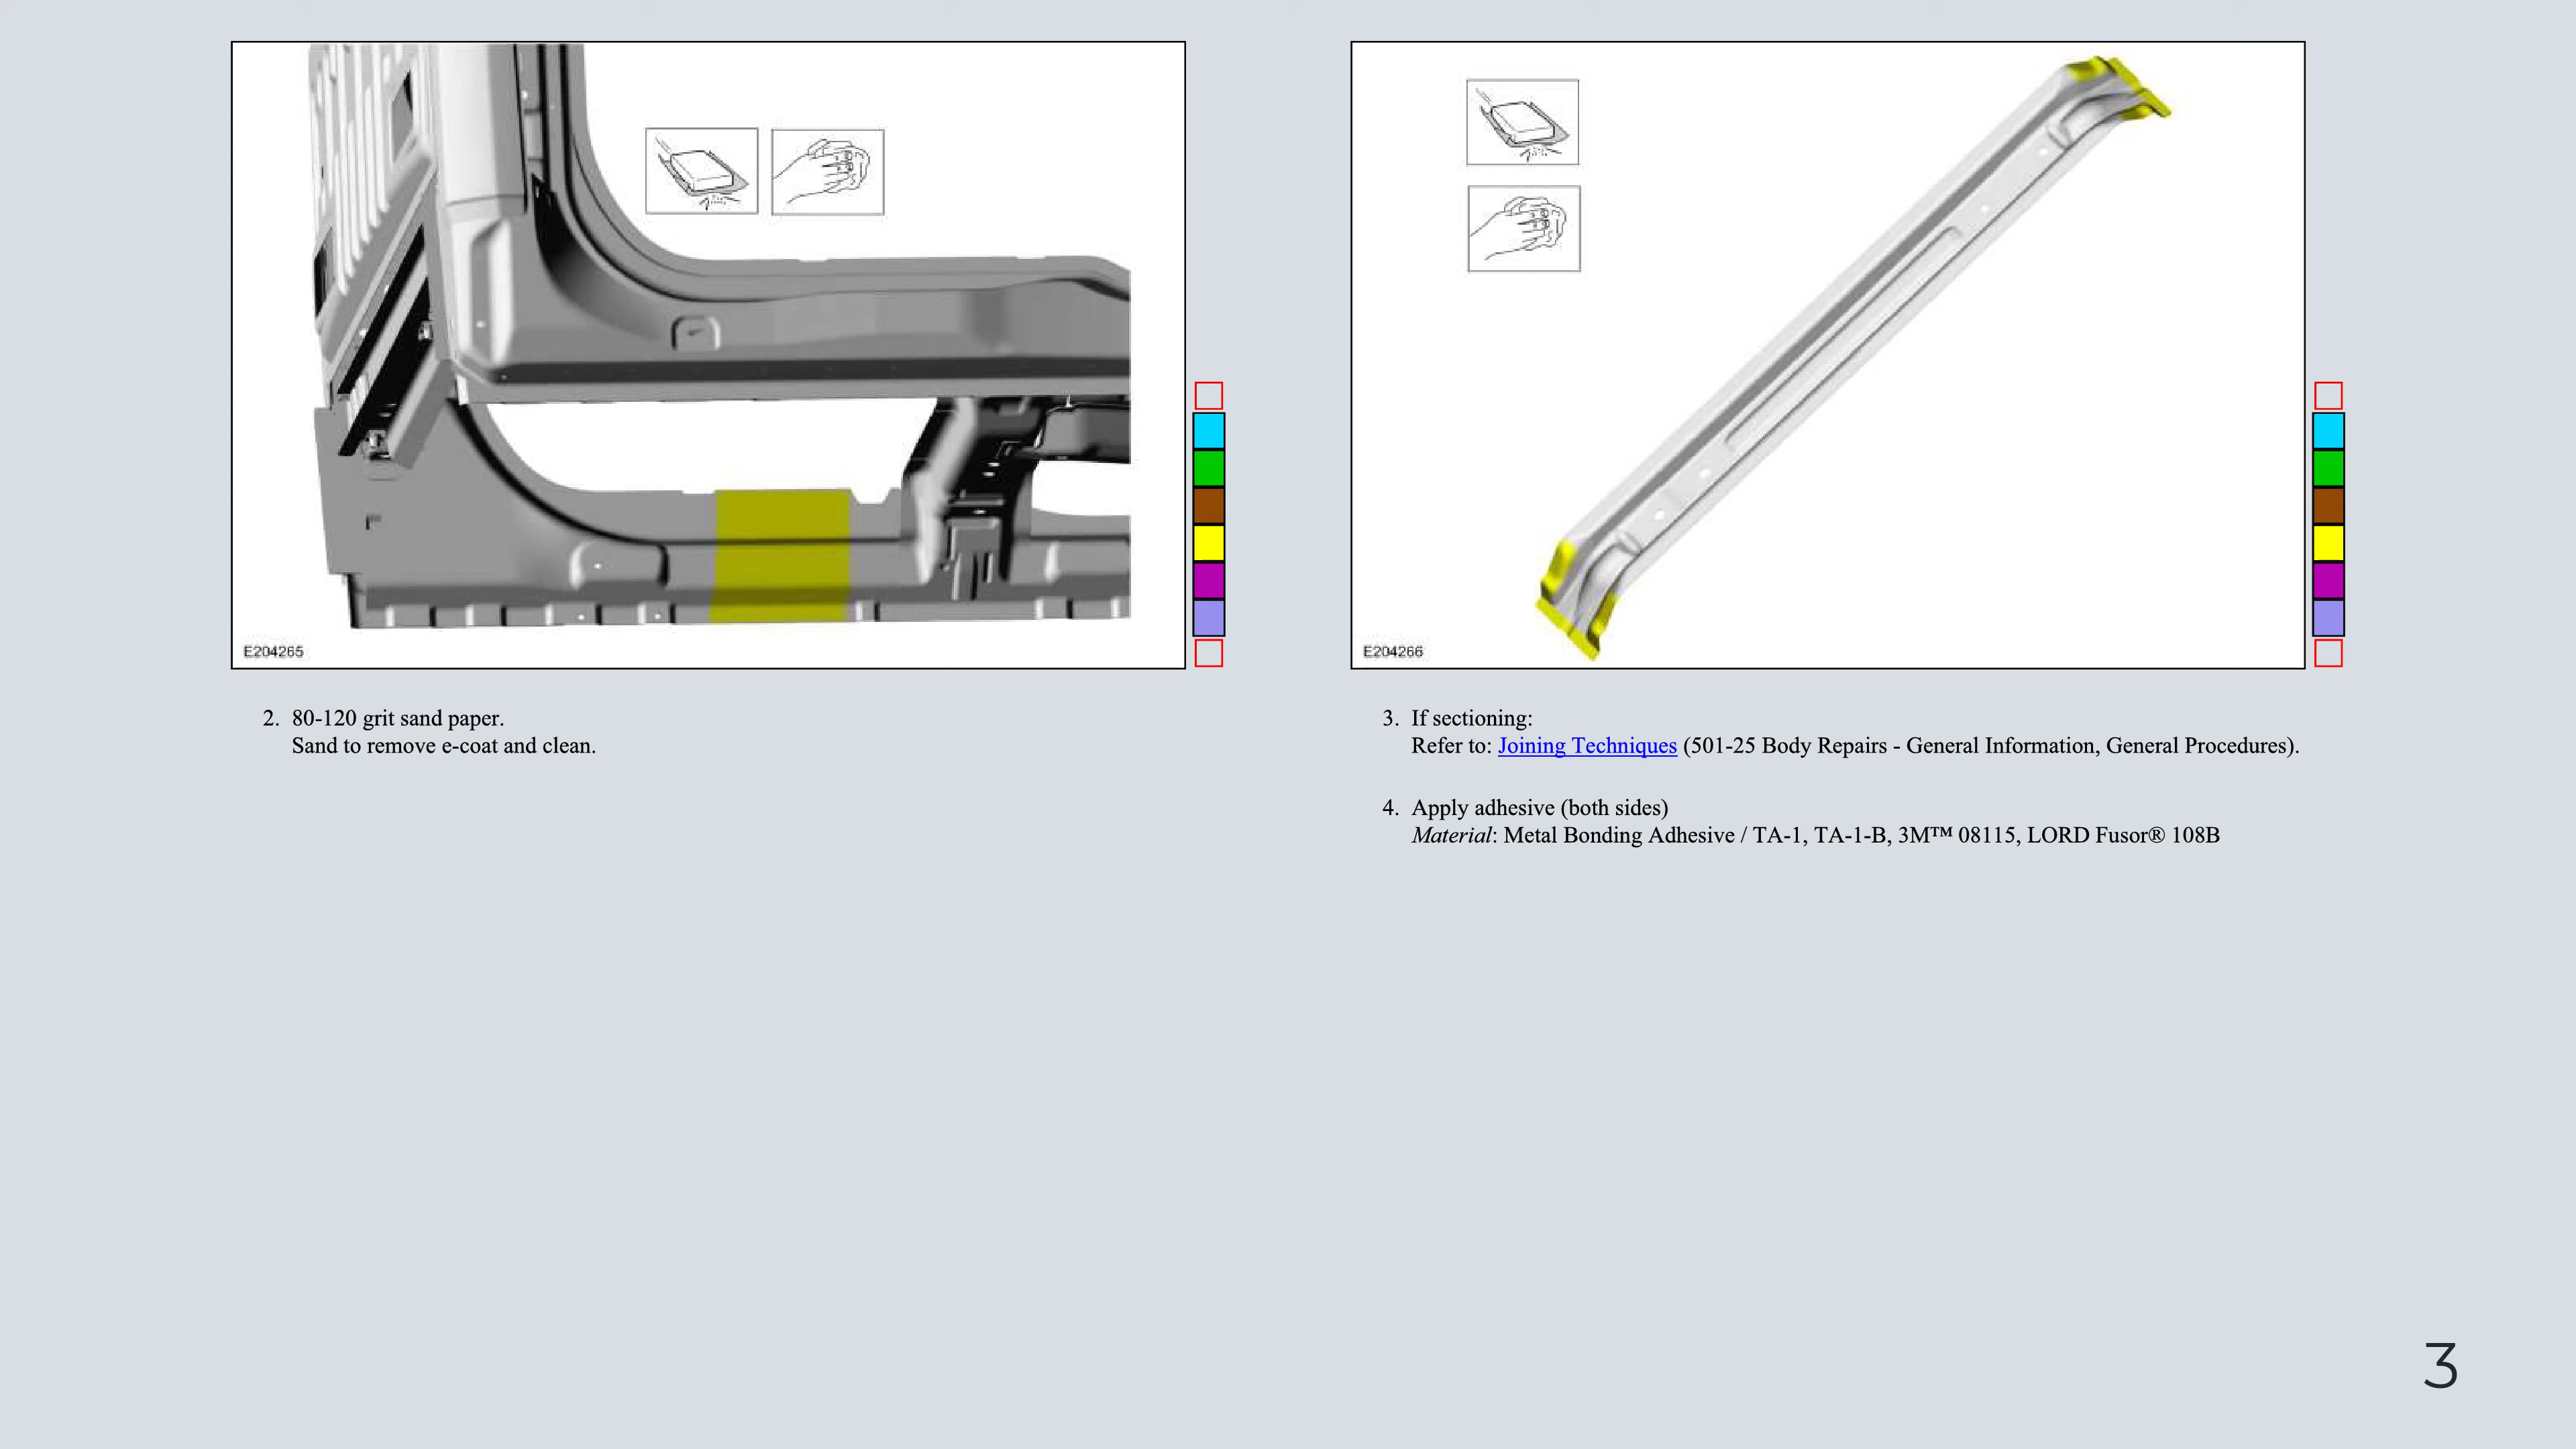 E204265
2. 80-120 grit sand paper.
Sand to remove e-coat and clean.
E204266
3. If sectioning:
Refer to: Joining Techniques (501-25 Body Repairs - General Information, General Procedures).
4. Apply adhesive (both sides)
Material: Metal Bonding Adhesive / TA-1, TA-1-B, 3M™ 08115, LORD Fusor® 108B
3